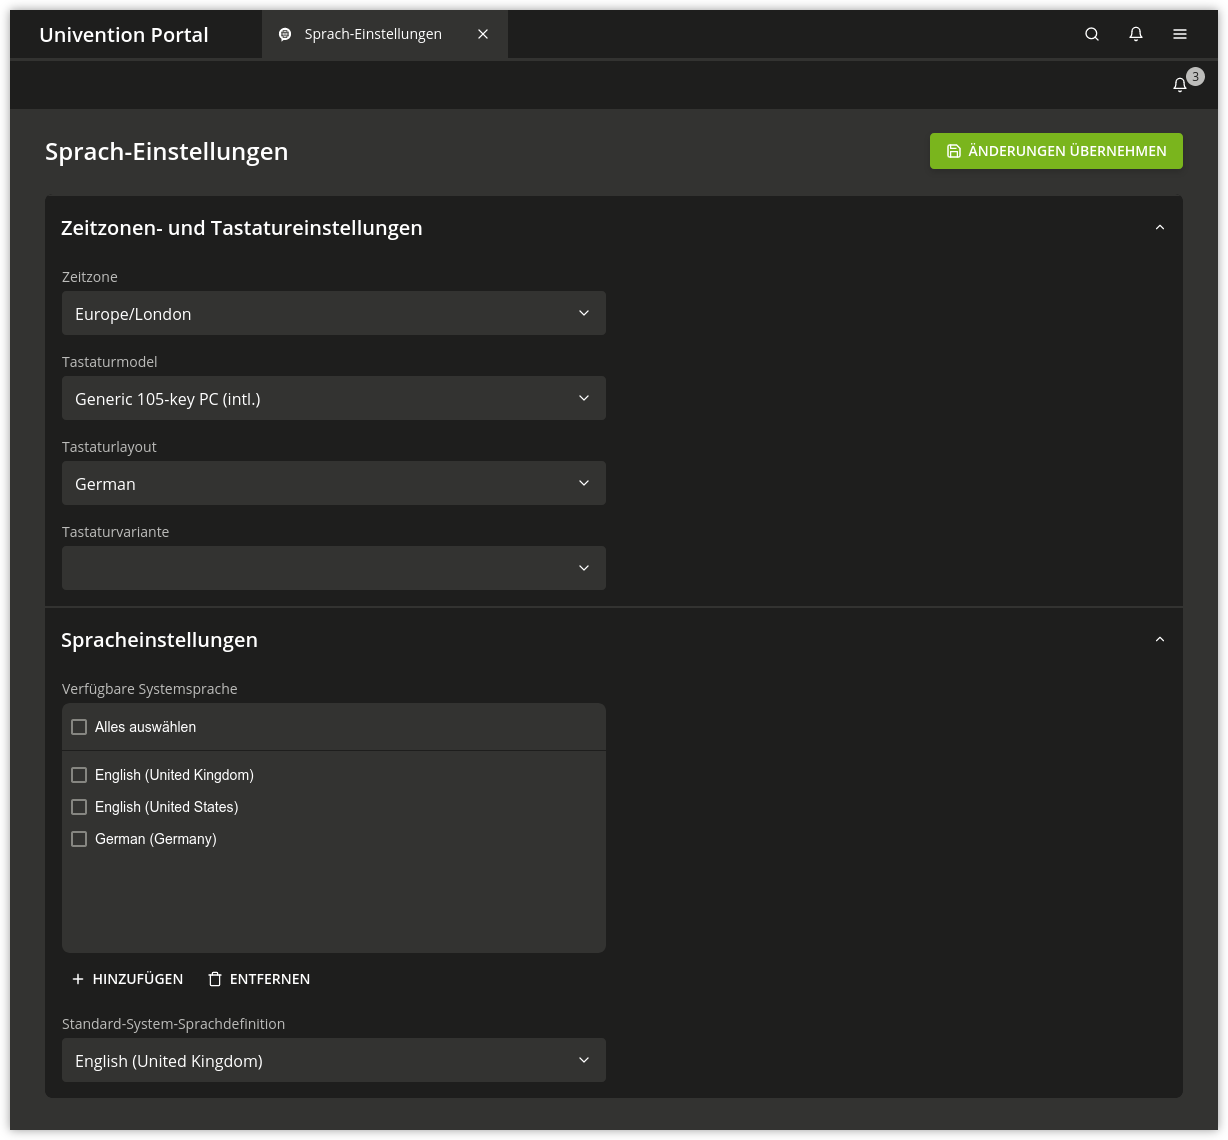 Univention Portal
Sprach-Einstellungen
3
Sprach-Einstellungen
ÄNDERUNGEN ÜBERNEHMEN
Zeitzonen- und Tastatureinstellungen
Zeitzone
Europe/London
Tastaturmodel
Generic 105-key PC (intl.)
Tastaturlayout
German
Tastaturvariante
Spracheinstellungen
Verfügbare Systemsprache
Alles auswählen
English (United Kingdom)
English (United States)
German (Germany)
HINZUFÜGEN
ENTFERNEN
Standard-System-Sprachdefinition
English (United Kingdom)